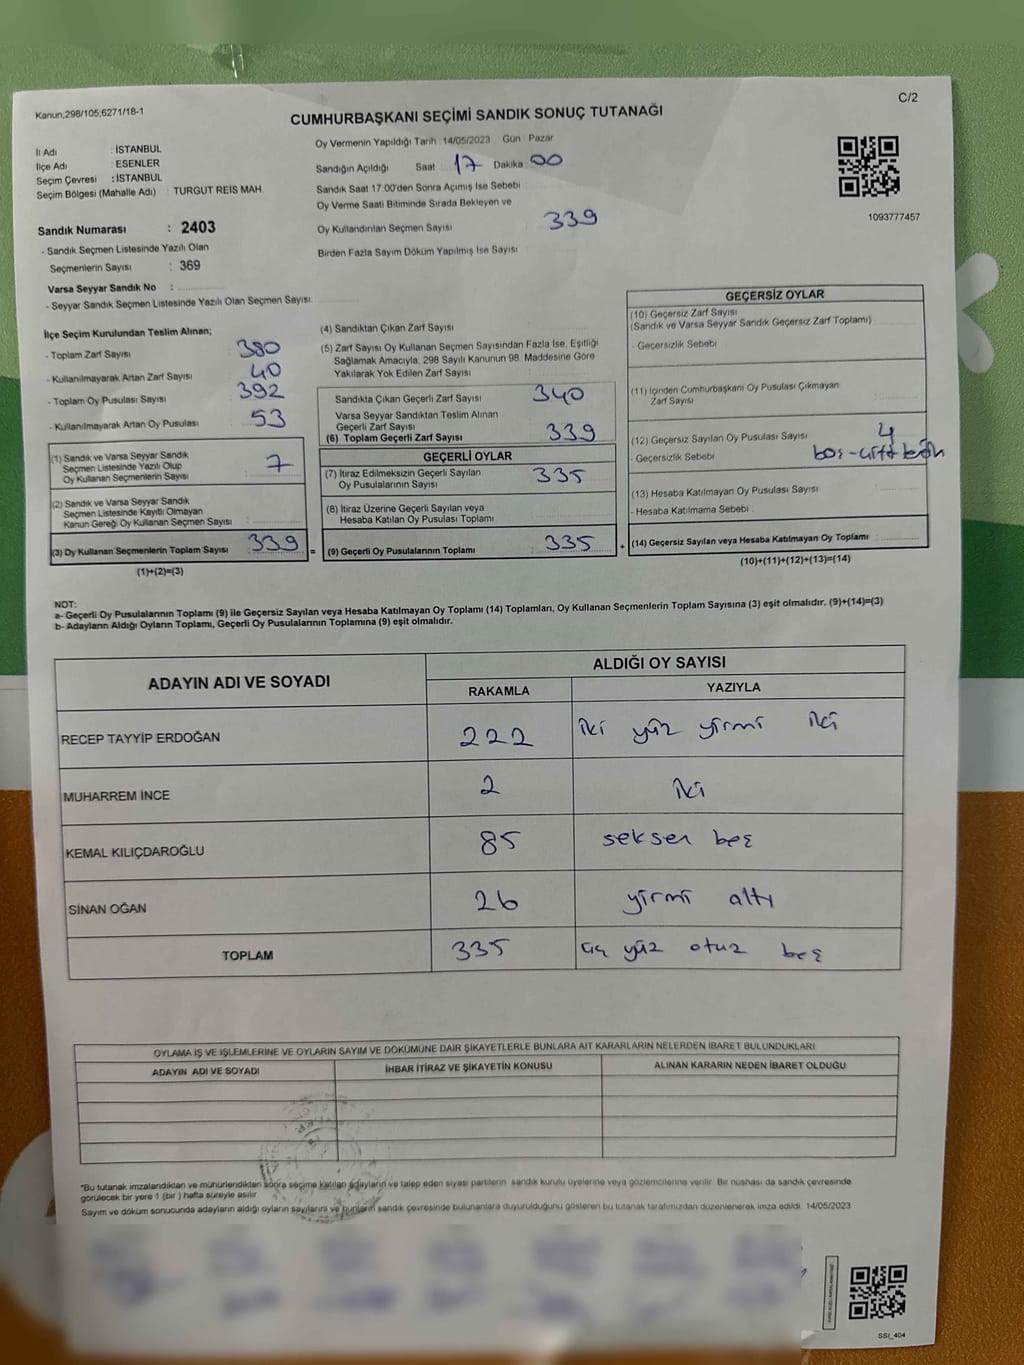 Kanun;298/105;6271/18-1
C/2
CUMHURBAŞKANI SEÇİMİ SANDIK SONUÇ TUTANAĞI
İl Adı : İSTANBUL
İlçe Adı : ESENLER
Seçim Çevresi : İSTANBUL
Seçim Bölgesi (Mahalle Adı) TURGUT REİS MAH.
Sandık Numarası : 2403
- Sandık Seçmen Listesinde Yazılı Olan
Seçmenlerin Sayısı : 369
Varsa Seyyar Sandık No :
- Seyyar Sandık Seçmen Listesinde Yazılı Olan Seçmen Sayısı
Oy Vermenin Yapıldığı Tarih :14/05/2023 Gün : Pazar
Sandığın Açıldığı Saat 17 Dakika 00
Sandık Saat 17.00'den Sonra Açımış İse Sebebi
Oy Verme Saati Bitiminde Sırada Bekleyen ve
Oy Kullandırılan Seçmen Sayısı 339
Birden Fazla Sayım Döküm Yapılmış İse Sayısı
1093777457
İlçe Seçim Kurulundan Teslim Alınan;
- Toplam Zarf Sayısı 380
- Kullanılmayarak Artan Zarf Sayısı 40
- Toplam Oy Pusulası Sayısı 392
- Kullanılmayarak Artan Oy Pusulası 53
(1) Sandık ve Varsa Seyyar Sandık
Seçmen Listesinde Yazılı Olup
Oy Kullanan Seçmenlerin Sayısı 7
(2) Sandık ve Varsa Seyyar Sandık
Seçmen Listesinde Kayıtlı Olmayan
Kanun Gereği Oy Kullanan Seçmen Sayısı
(3) Oy Kullanan Seçmenlerin Toplam Sayısı 339 =
(1)+(2)=(3)
(4) Sandıktan Çıkan Zarf Sayısı
(5) Zarf Sayısı Oy Kullanan Seçmen Sayısından Fazla İse, Eşitliği
Sağlamak Amacıyla, 298 Sayılı Kanunun 98. Maddesine Göre
Yakılarak Yok Edilen Zarf Sayısı
Sandıkta Çıkan Geçerli Zarf Sayısı 340
Varsa Seyyar Sandıktan Teslim Alınan
Geçerli Zarf Sayısı
(6) Toplam Geçerli Zarf Sayısı 339
GEÇERLİ OYLAR
(7) İtiraz Edilmeksizin Geçerli Sayılan
Oy Pusulalarının Sayısı 335
(8) İtiraz Üzerine Geçerli Sayılan veya
Hesaba Katılan Oy Pusulası Toplamı
(9) Geçerli Oy Pusulalarının Toplamı 335 +
GEÇERSİZ OYLAR
(10) Geçersiz Zarf Sayısı
(Sandık ve Varsa Seyyar Sandık Geçersiz Zarf Toplamı)
- Geçersizlik Sebebi
(11) İçinden Cumhurbaşkanı Oy Pusulası Çıkmayan
Zarf Sayısı
(12) Geçersiz Sayılan Oy Pusulası Sayısı 4
- Geçersizlik Sebebi boş-çift
(13) Hesaba Katılmayan Oy Pusulası Sayısı
- Hesaba Katılmama Sebebi
(14) Geçersiz Sayılan veya Hesaba Katılmayan Oy Toplamı
(10)+(11)+(12)+(13)=(14)
NOT:
a- Geçerli Oy Pusulalarının Toplamı (9) ile Geçersiz Sayılan veya Hesaba Katılmayan Oy Toplamı (14) Toplamları, Oy Kullanan Seçmenlerin Toplam Sayısına (3) eşit olmalıdır. (9)+(14)=(3)
b- Adayların Aldığı Oyların Toplamı, Geçerli Oy Pusulalarının Toplamına (9) eşit olmalıdır.
ADAYIN ADI VE SOYADI
ALDIĞI OY SAYISI
RAKAMLA YAZIYLA
RECEP TAYYİP ERDOĞAN 222 iki yüz yirmi iki
MUHARREM İNCE 2 iki
KEMAL KILIÇDAROĞLU 85 seksen beş
SİNAN OĞAN 26 yirmi altı
TOPLAM 335 üç yüz otuz beş
OYLAMA İŞ VE İŞLEMLERİNE VE OYLARIN SAYIM VE DÖKÜMÜNE DAİR ŞİKAYETLERLE BUNLARA AİT KARARLARIN NELERDEN İBARET BULUNDUKLARI
ADAYIN ADI VE SOYADI İHBAR İTİRAZ VE ŞİKAYETİN KONUSU ALINAN KARARIN NEDEN İBARET OLDUĞU
*Bu tutanak imzalandıktan ve mühürlendikten sonra seçime katılan adayların ve talep eden siyasi partilerin sandık kurulu üyelerine veya gözlemcilerine verilir. Bir nüshası da sandık çevresinde
görülecek bir yere 1 (bir ) hafta süreyle asılır
Sayım ve döküm sonucunda adayların aldığı oyların sayılarını ve bunların sandık çevresinde bulunanlara duyurulduğunu gösteren bu tutanak tarafımızdan düzenlenerek imza edildi. 14/05/2023
SSI_404